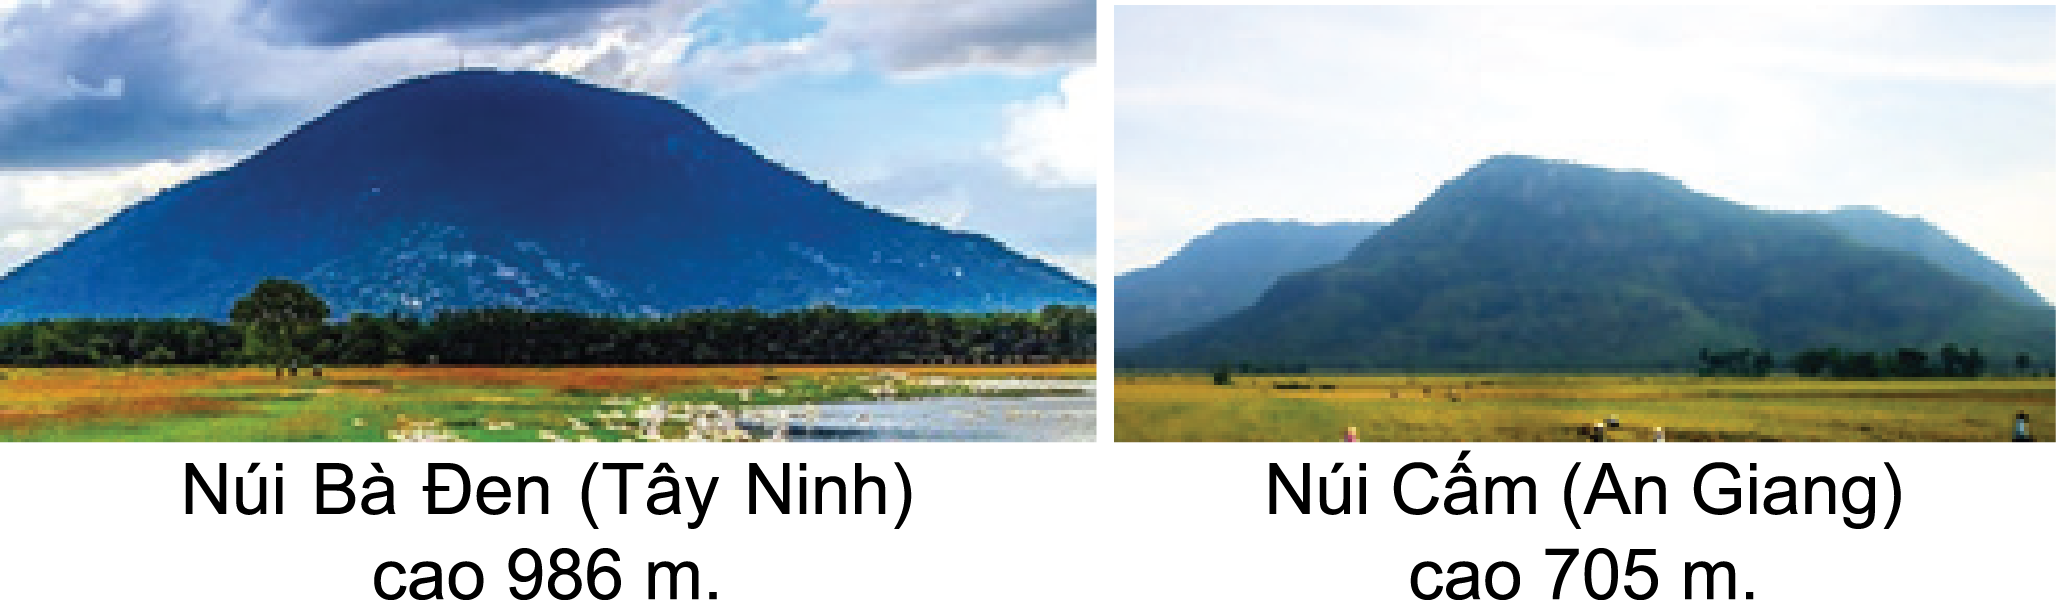 Núi Bà Đen (Tây Ninh)
cao 986 m.
Núi Cấm (An Giang)
cao 705 m.